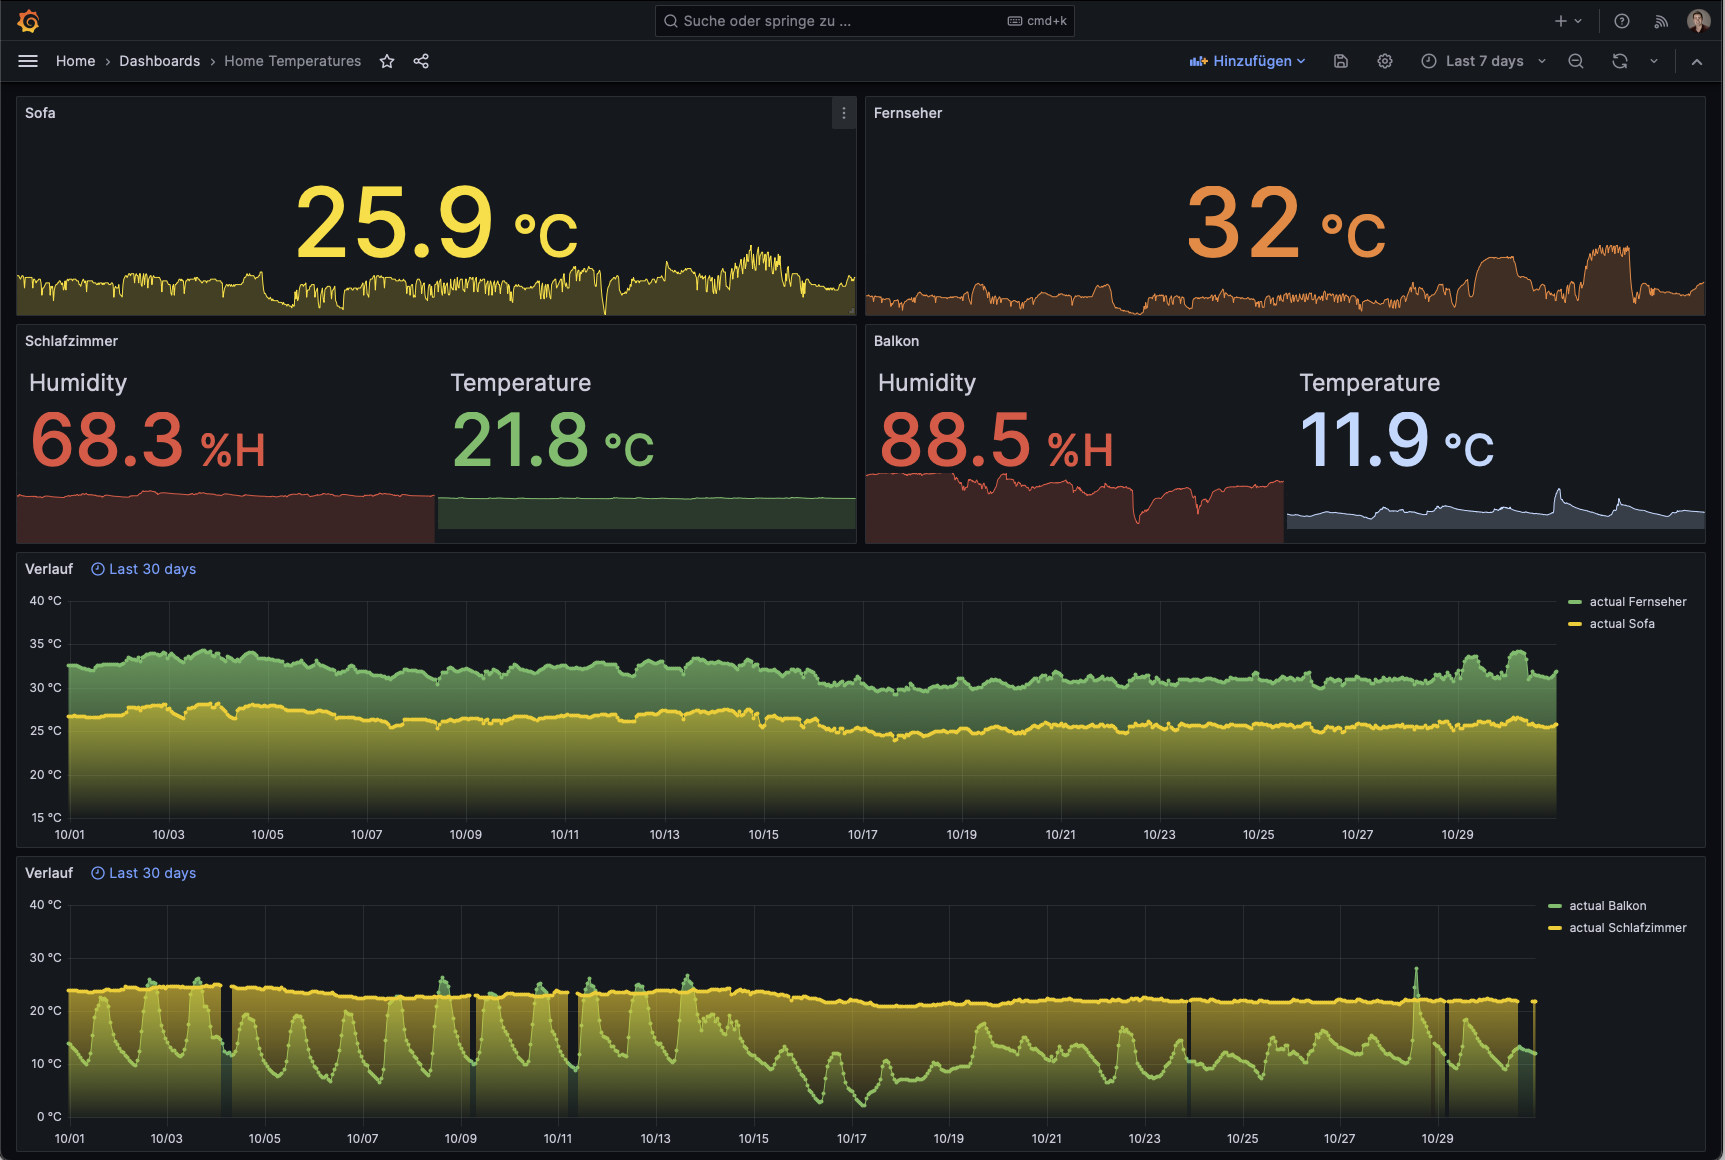 Suche oder springe zu ... cmd+k
Home › Dashboards › Home Temperatures Hinzufügen Last 7 days
Sofa
25.9 °C
Fernseher
32 °C
Schlafzimmer
Humidity
68.3 %H
Temperature
21.8 °C
Balkon
Humidity
88.5 %H
Temperature
11.9 °C
Verlauf Last 30 days
40 °C
35 °C
30 °C
25 °C
20 °C
15 °C
10/01 10/03 10/05 10/07 10/09 10/11 10/13 10/15 10/17 10/19 10/21 10/23 10/25 10/27 10/29
actual Fernseher
actual Sofa
Verlauf Last 30 days
40 °C
30 °C
20 °C
10 °C
0 °C
10/01 10/03 10/05 10/07 10/09 10/11 10/13 10/15 10/17 10/19 10/21 10/23 10/25 10/27 10/29
actual Balkon
actual Schlafzimmer